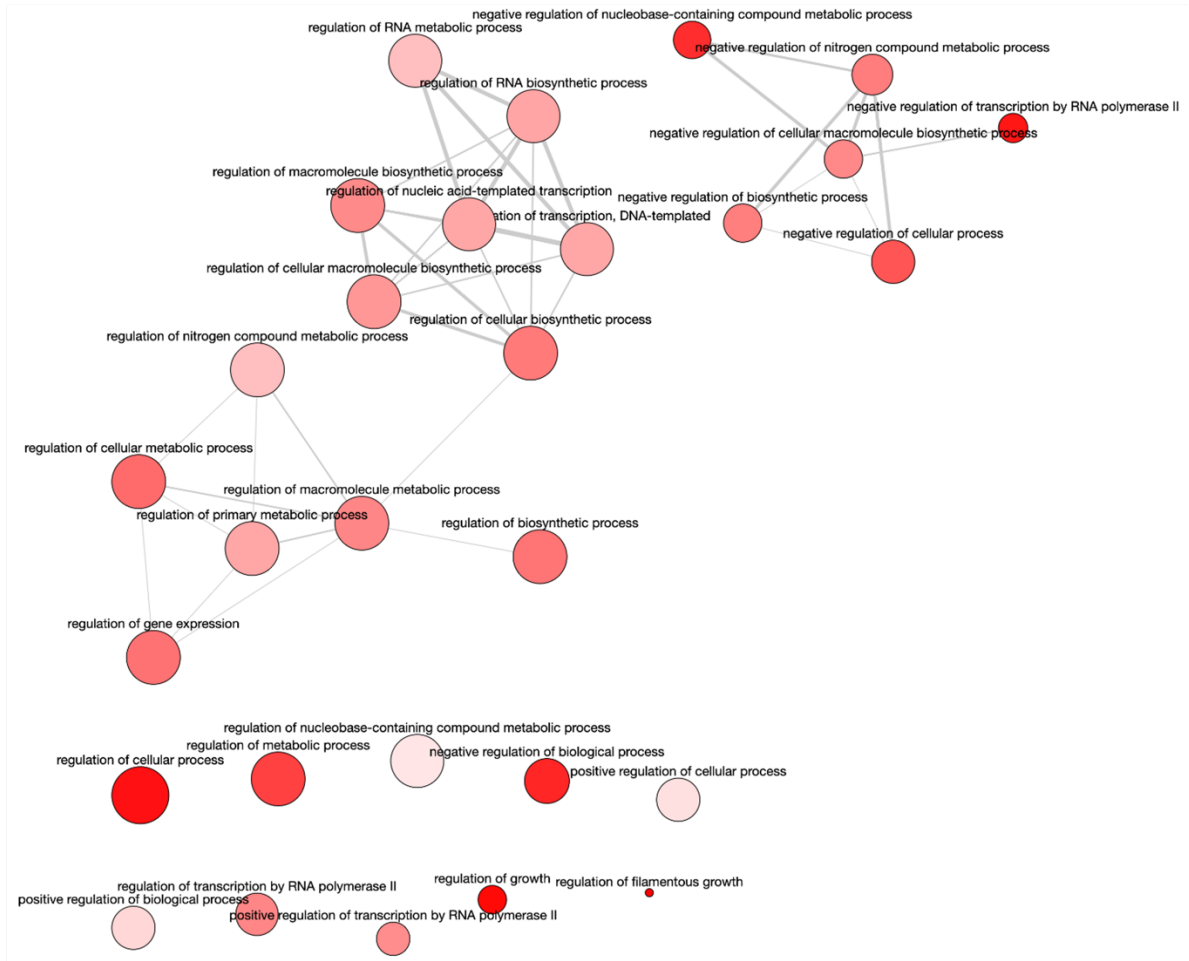 negative regulation of nucleobase-containing compound metabolic process
regulation of RNA metabolic process
negative regulation of nitrogen compound metabolic process
regulation of RNA biosynthetic process
negative regulation of transcription by RNA polymerase II
negative regulation of cellular macromolecule biosynthetic process
regulation of macromolecule biosynthetic process
regulation of nucleic acid-templated transcription
negative regulation of biosynthetic process
of transcription, DNA-templated
negative regulation of cellular process
regulation of cellular macromolecule biosynthetic process
regulation of cellular biosynthetic process
regulation of nitrogen compound metabolic process
regulation of cellular metabolic process
regulation of macromolecule metabolic process
regulation of primary metabolic process
regulation of biosynthetic process
regulation of gene expression
regulation of nucleobase-containing compound metabolic process
regulation of metabolic process
negative regulation of biological process
regulation of cellular process
positive regulation of cellular process
regulation of growth
regulation of filamentous growth
regulation of transcription by RNA polymerase II
positive regulation of biological process
positive regulation of transcription by RNA polymerase II